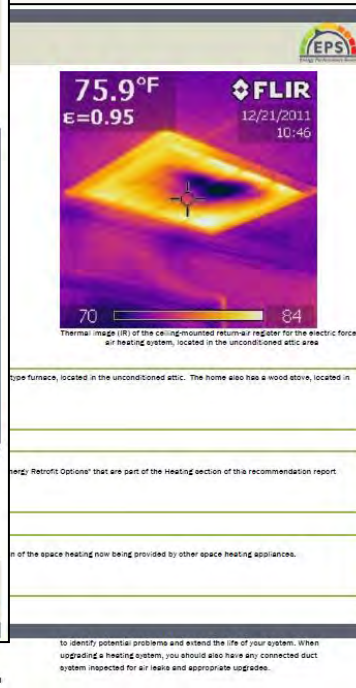 EPS
75.9°F
ε=0.95
FLIR
12/21/2011
10:46
70
84
Thermal image (IR) of the ceiling-mounted return-air register for the electric force
air heating system, located in the unconditioned attic area
type furnace, located in the unconditioned attic. The home also has a wood stove, located in
nergy Retrofit Options" that are part of the Heating section of this recommendation report
n of the space heating now being provided by other space heating appliances.
to identify potential problems and extend the life of your system. When
upgrading a heating system, you should also have any connected duct
system inspected for air leaks and appropriate upgrades.